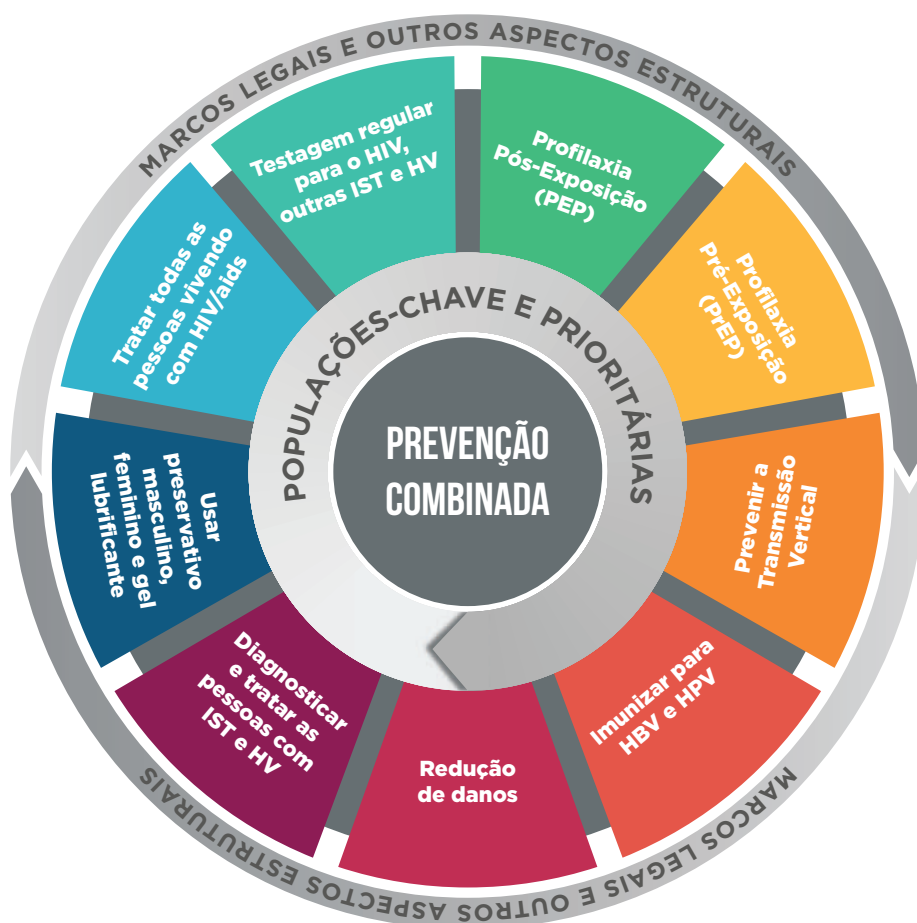 MARCOS LEGAIS E OUTROS ASPECTOS ESTRUTURAIS
Testagem regular
para o HIV,
outras IST e HV
Profilaxia
Pós-Exposição
(PEP)
Profilaxia
Pré-Exposição
(PrEP)
Prevenir a
Transmissão
Vertical
Imunizar para
HBV e HPV
Redução
de danos
Diagnosticar
e tratar as
pessoas com
IST e HV
Usar
preservativo
masculino,
feminino e gel
lubrificante
Tratar todas as
pessoas vivendo
com HIV/aids
POPULAÇÕES-CHAVE E PRIORITÁRIAS
PREVENÇÃO
COMBINADA
MARCOS LEGAIS E OUTROS ASPECTOS ESTRUTURAIS